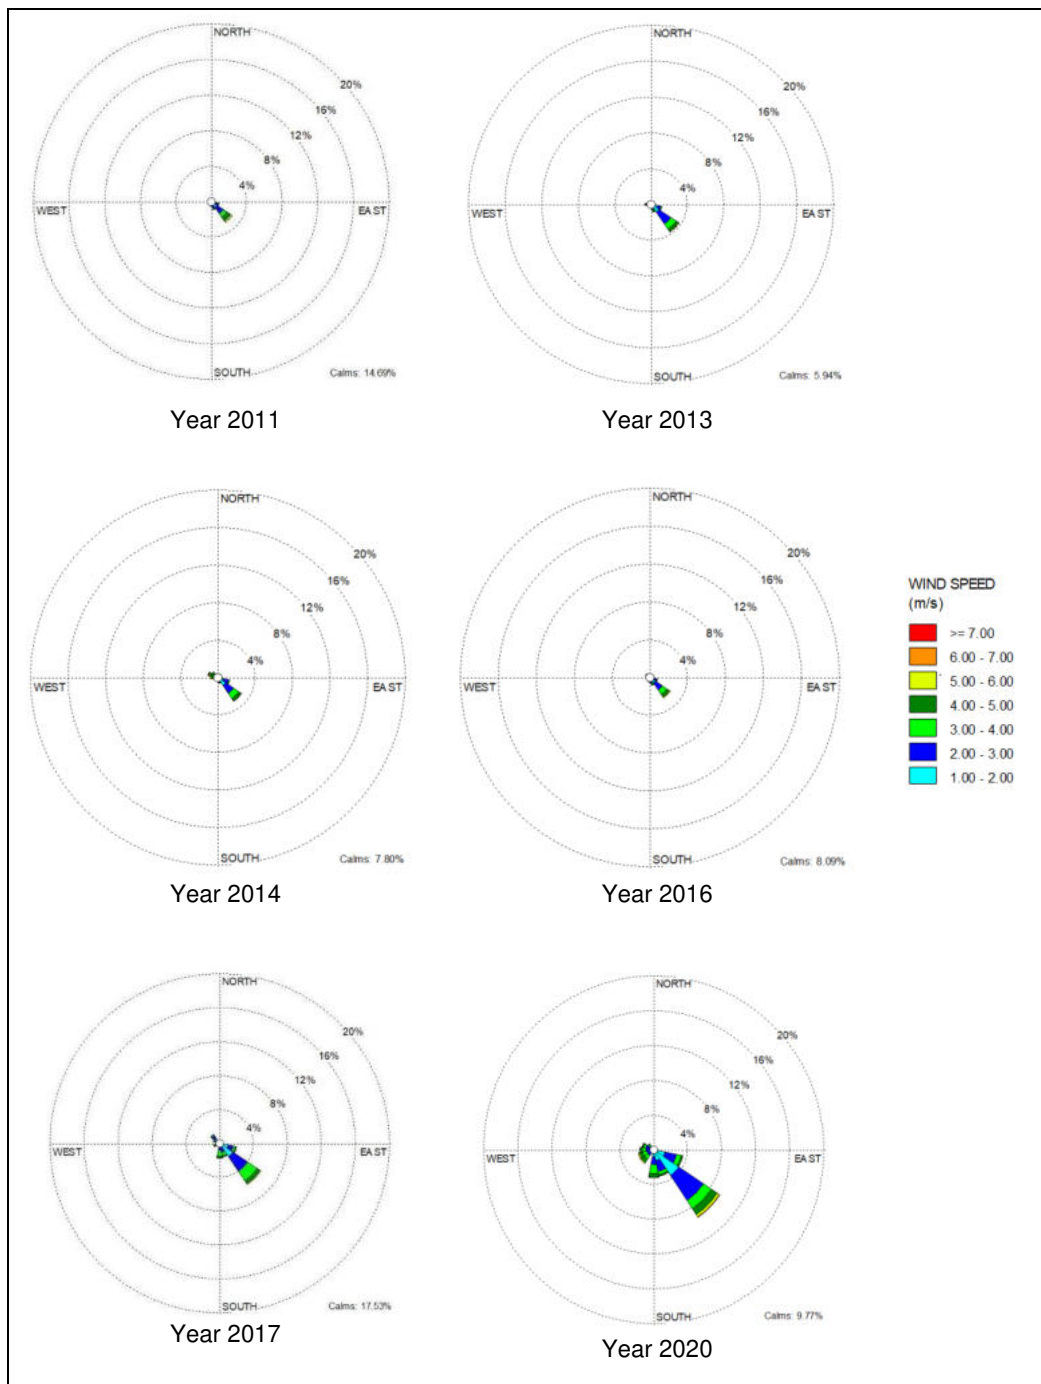 NORTH
20%
16%
12%
8%
4%
WEST
EAST
SOUTH
Calms: 14.69%
Year 2011
NORTH
20%
16%
12%
8%
4%
WEST
EAST
SOUTH
Calms: 5.94%
Year 2013
NORTH
20%
16%
12%
8%
4%
WEST
EAST
SOUTH
Calms: 7.80%
Year 2014
NORTH
20%
16%
12%
8%
4%
WEST
EAST
SOUTH
Calms: 8.09%
Year 2016
WIND SPEED
(m/s)
>= 7.00
6.00 - 7.00
5.00 - 6.00
4.00 - 5.00
3.00 - 4.00
2.00 - 3.00
1.00 - 2.00
NORTH
20%
16%
12%
8%
4%
WEST
EAST
SOUTH
Calms: 17.53%
Year 2017
NORTH
20%
16%
12%
8%
4%
WEST
EAST
SOUTH
Calms: 9.77%
Year 2020